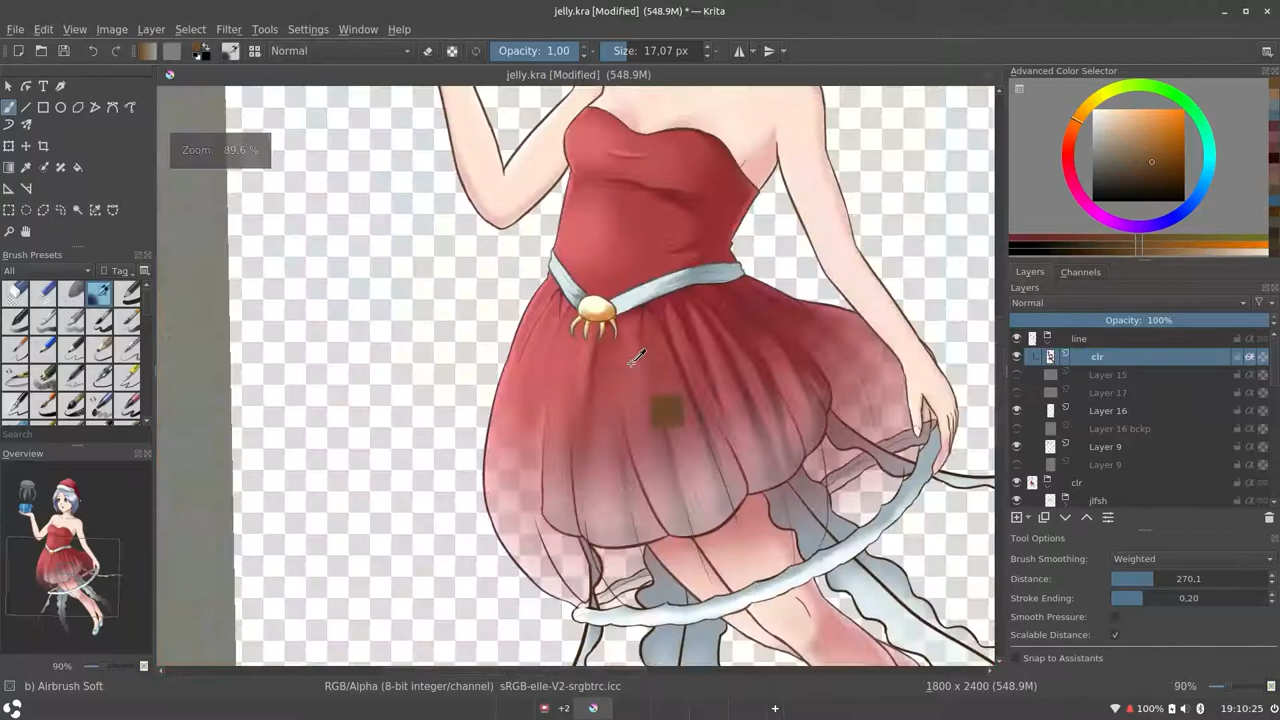 jelly.kra [Modified] (548.9M) * — Krita
File Edit View Image Layer Select Filter Tools Settings Window Help
Normal
Opacity: 1,00
Size: 17,07 px
jelly.kra [Modified] (548.9M)
Advanced Color Selector
Zoom: 89.6 %
Brush Presets
All
Tag
Search
Overview
90%
Layers Channels
Layers
Normal
Opacity: 100%
line
clr
Layer 15
Layer 17
Layer 16
Layer 16 bckp
Layer 9
Layer 9
clr
jlfsh
Tool Options
Brush Smoothing: Weighted
Distance: 270,1
Stroke Ending: 0,20
Smooth Pressure:
Scalable Distance:
Snap to Assistants
b) Airbrush Soft
RGB/Alpha (8-bit integer/channel) sRGB-elle-V2-srgbtrc.icc
1800 x 2400 (548.9M)
90%
+2
100%
19:10:25